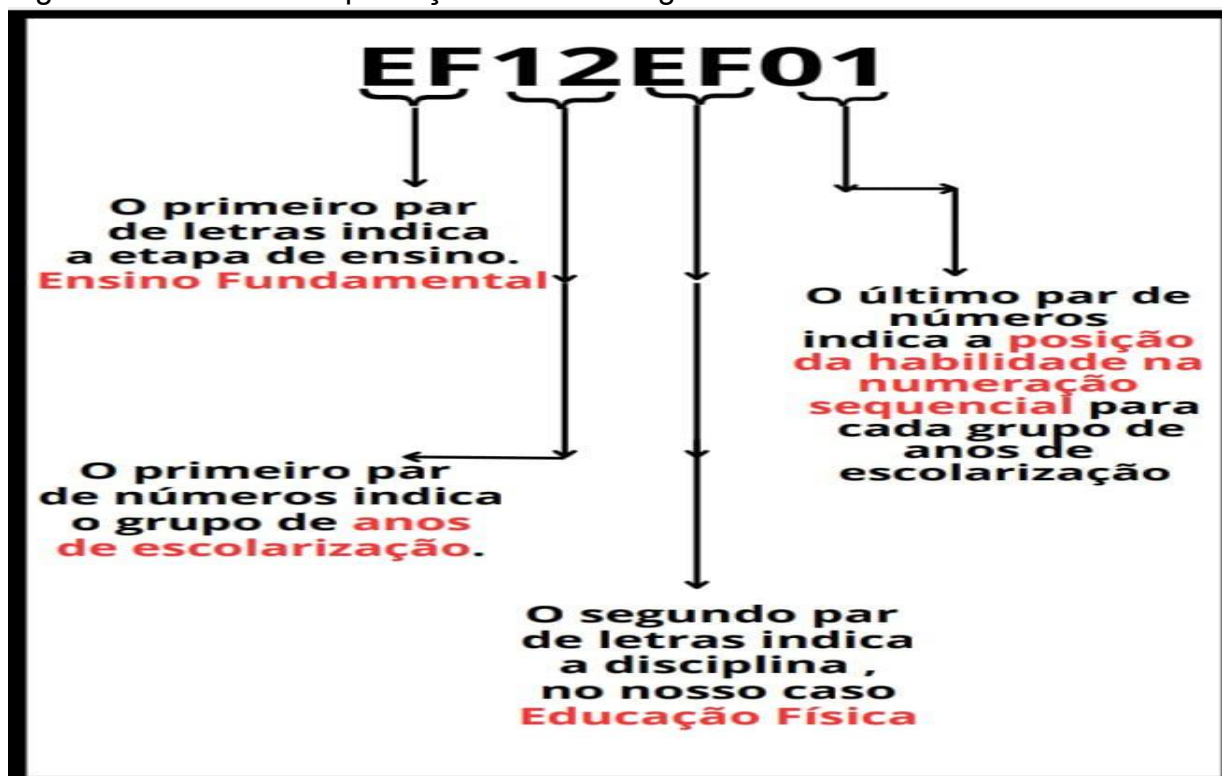 EF12EF01
O primeiro par
de letras indica
a etapa de ensino.
Ensino Fundamental
O último par de
números
indica a posição
da habilidade na
numeração
sequencial para
cada grupo de
anos de
escolarização
O primeiro par
de números indica
o grupo de anos
de escolarização.
O segundo par
de letras indica
a disciplina ,
no nosso caso
Educação Física